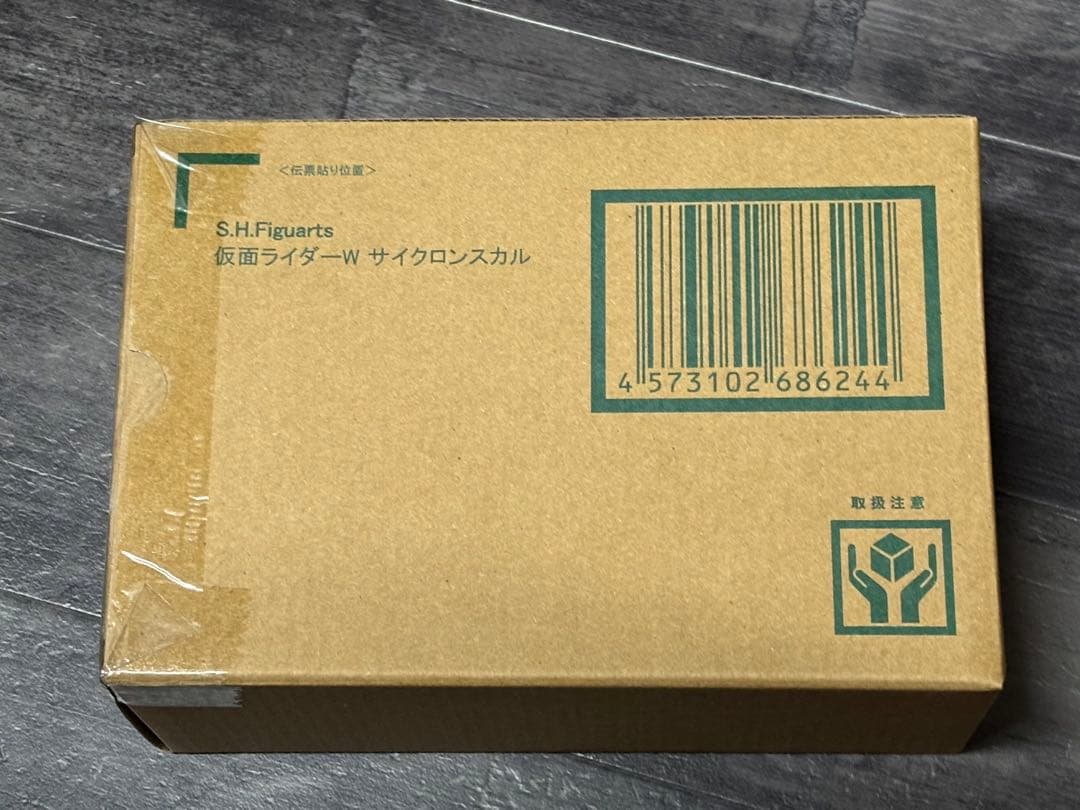 ＜伝票貼り位置＞
S.H.Figuarts
仮面ライダーW サイクロンスカル
4 573102 686244
取扱注意